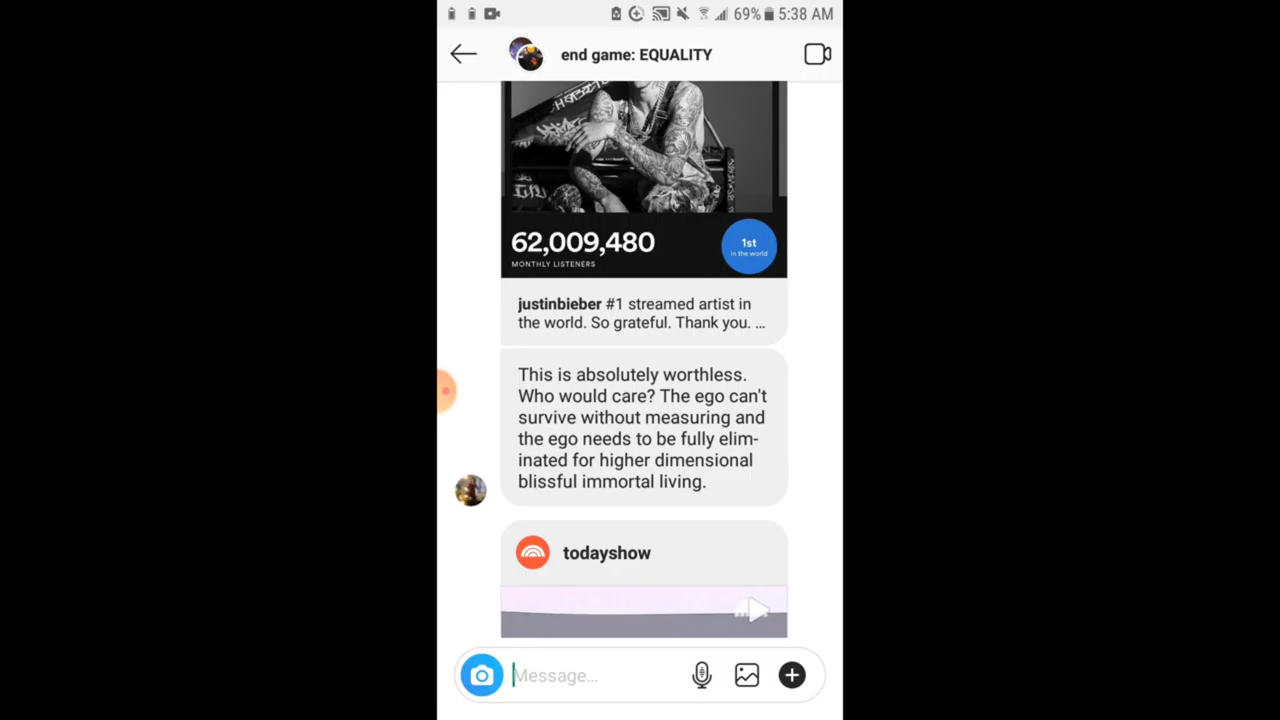 69% 5:38 AM
end game: EQUALITY
62,009,480
1st
in the world
MONTHLY LISTENERS
justinbieber #1 streamed artist in
the world. So grateful. Thank you. ...
This is absolutely worthless.
Who would care? The ego can't
survive without measuring and
the ego needs to be fully elim-
inated for higher dimensional
blissful immortal living.
todayshow
Message...